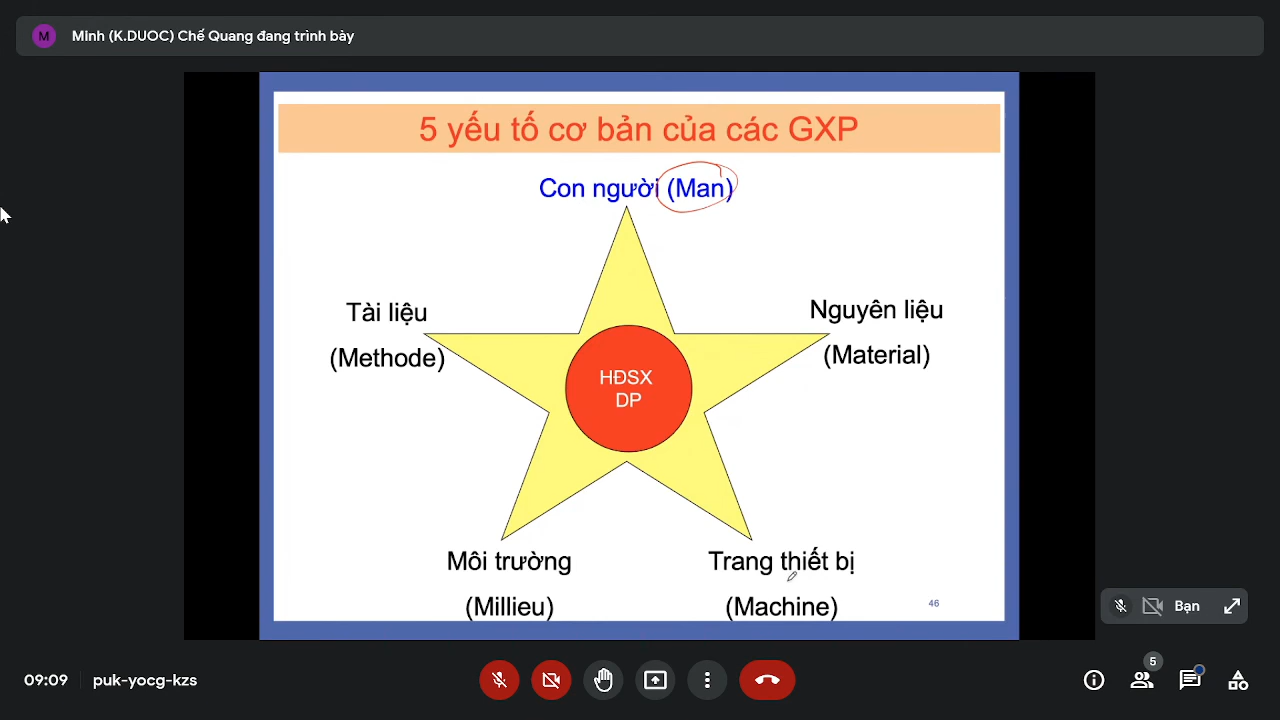 M
Minh (K.DUOC) Chế Quang đang trình bày
5 yếu tố cơ bản của các GXP
Con người (Man)
Tài liệu
(Methode)
Nguyên liệu
(Material)
HĐSX
DP
Môi trường
(Millieu)
Trang thiết bị
(Machine)
46
Bạn
09:09
puk-yocg-kzs
5